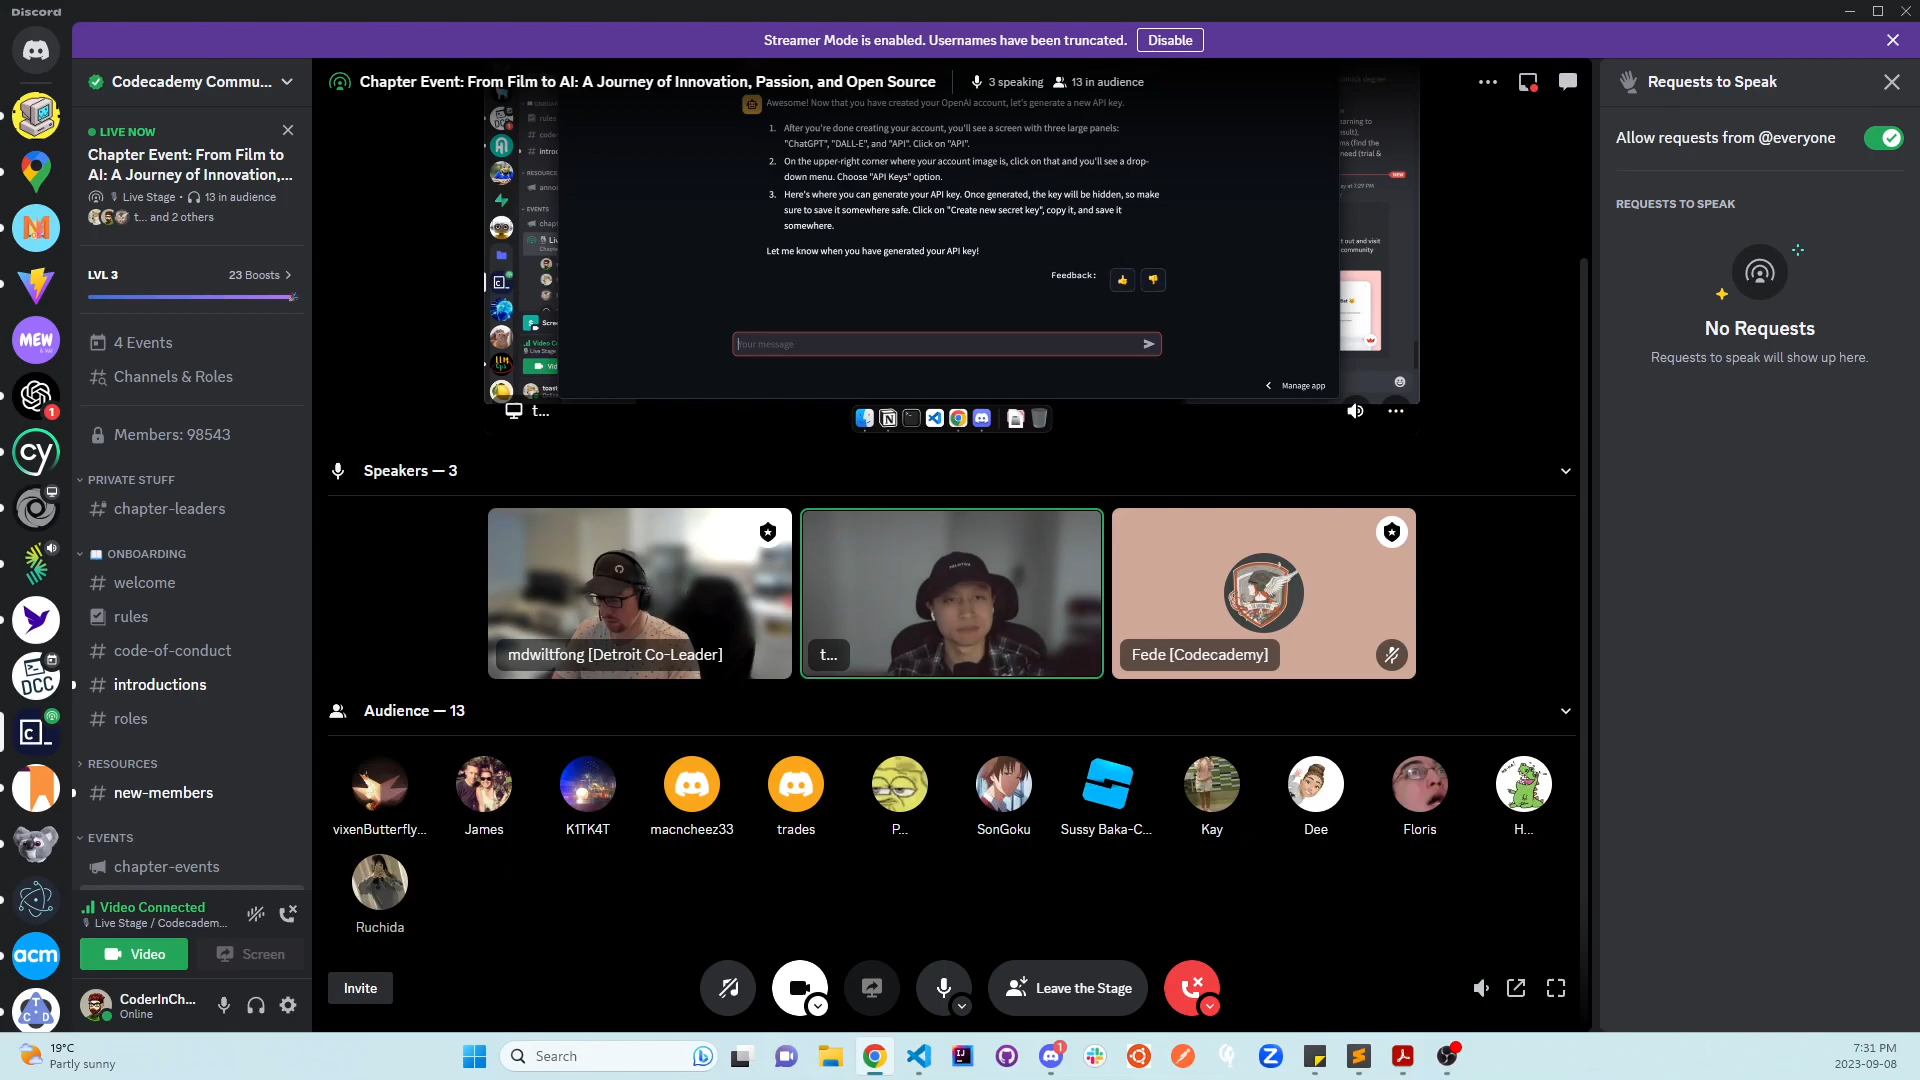 Discord
Streamer Mode is enabled. Usernames have been truncated.
Disable
Codecademy Commu...
LIVE NOW
Chapter Event: From Film to
AI: A Journey of Innovation,...
Live Stage • 13 in audience
t... and 2 others
LVL 3
23 Boosts
4 Events
Channels & Roles
Members: 98543
PRIVATE STUFF
chapter-leaders
ONBOARDING
welcome
rules
code-of-conduct
introductions
roles
RESOURCES
new-members
EVENTS
chapter-events
Video Connected
Live Stage / Codecadem...
Video
Screen
CoderInCh...
Online
MEW
1
cy
DCC
acm
Chapter Event: From Film to AI: A Journey of Innovation, Passion, and Open Source
3 speaking
13 in audience
Awesome! Now that you have created your OpenAI account, let's generate a new API key.
1. After you're done creating your account, you'll see a screen with three large panels:
"ChatGPT", "DALL-E", and "API". Click on "API".
2. On the upper-right corner where your account image is, click on that and you'll see a drop-
down menu. Choose "API Keys" option.
3. Here's where you can generate your API key. Once generated, the key will be hidden, so make
sure to save it somewhere safe. Click on "Create new secret key", copy it, and save it
somewhere.
Let me know when you have generated your API key!
Feedback:
Your message
Manage app
t...
Speakers — 3
mdwiltfong [Detroit Co-Leader]
t...
Fede [Codecademy]
Audience — 13
vixenButterfly...
James
K1TK4T
macncheez33
trades
P...
SonGoku
Sussy Baka-C...
Kay
Dee
Floris
H...
Ruchida
Invite
Leave the Stage
Requests to Speak
Allow requests from @everyone
REQUESTS TO SPEAK
No Requests
Requests to speak will show up here.
19°C
Partly sunny
Search
1
7:31 PM
2023-09-08